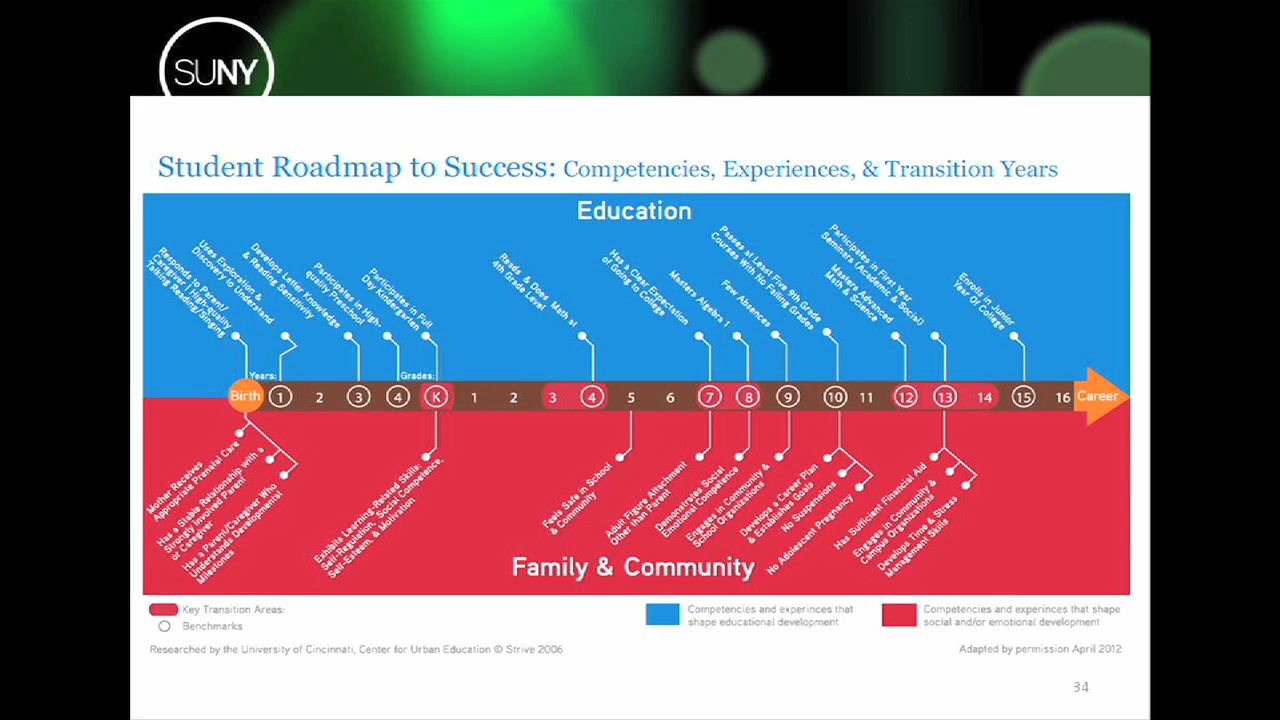 SUNY
Student Roadmap to Success: Competencies, Experiences, & Transition Years
Education
Responds to Parent/
Caregiver | High-quality
Talking/Reading/Singing
Uses Exploration &
Discovery to Understand
Develops Letter Knowledge
& Reading Sensitivity
Participates in High-
quality Preschool
Participates in Full
Day Kindergarten
Reads & Does Math at
4th Grade Level
Has a Clear Expectation
of Going to College
Masters Algebra 1
Few Absences
Passes at Least Five 9th Grade
Courses With No Failing Grades
Participates in First Year
Seminars (Academic & Social)
Masters Advanced
Math & Science
Enrolls in Junior
Year Of College
Years:
Grades:
Birth 1 2 3 4 K 1 2 3 4 5 6 7 8 9 10 11 12 13 14 15 16 Career
Mother Receives
Appropriate Prenatal Care
Has a Stable Relationship with a
Strongly Involved Parent
or Caregiver
Has a Parent/Caregiver Who
Understands Developmental
Milestones
Exhibits Learning-Related Skills:
Self-Regulation, Social Competence,
Self-Esteem, & Motivation
Feels Safe in School
& Community
Adult Figure Attachment
Other than Parent
Demonstrates Social
Emotional Competence
Engages in Community &
School Organizations
Develops a Career Plan
& Establishes Goals
No Suspensions
No Adolescent Pregnancy
Has Sufficient Financial Aid
Engages in Community &
Campus Organizations
Develops Time & Stress
Management Skills
Family & Community
Key Transition Areas:
Benchmarks
Competencies and experinces that
shape educational development
Competencies and experinces that shape
social and/or emotional development
Researched by the University of Cincinnati, Center for Urban Education © Strive 2006
Adapted by permission April 2012
34